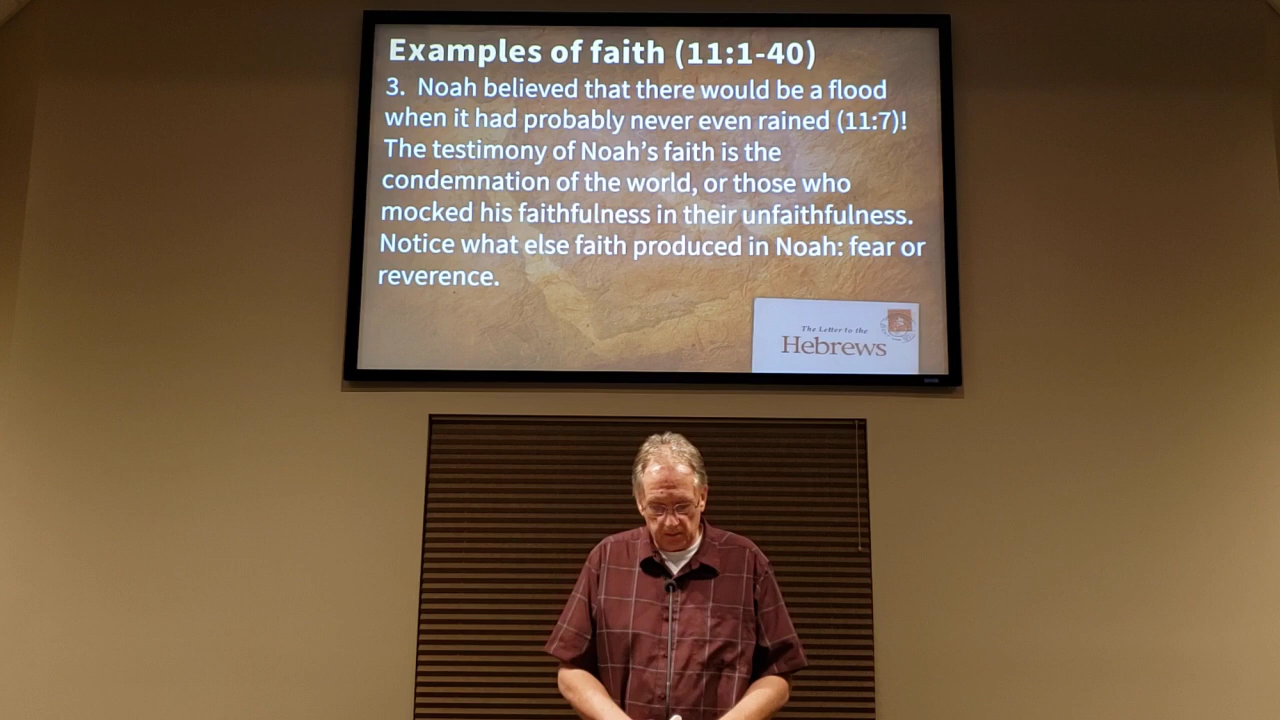 Examples of faith (11:1-40)
3. Noah believed that there would be a flood
when it had probably never even rained (11:7)!
The testimony of Noah's faith is the
condemnation of the world, or those who
mocked his faithfulness in their unfaithfulness.
Notice what else faith produced in Noah: fear or
reverence.
The Letter to the
Hebrews